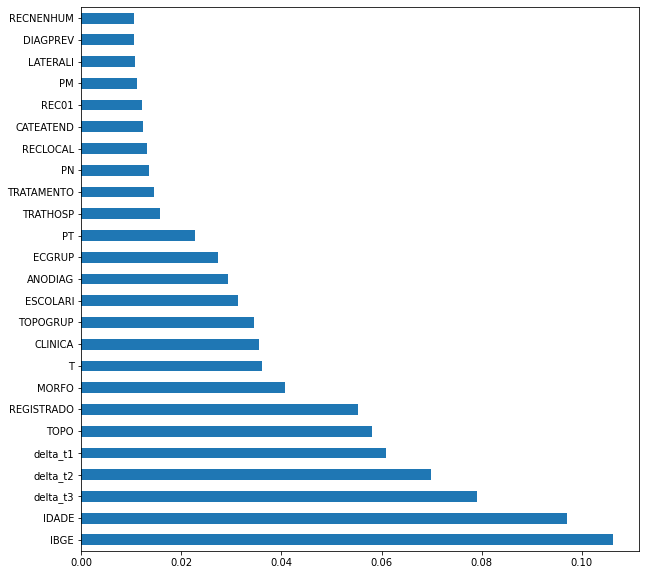 RECNENHUM
DIAGPREV
LATERALI
PM
REC01
CATEATEND
RECLOCAL
PN
TRATAMENTO
TRATHOSP
PT
ECGRUP
ANODIAG
ESCOLARI
TOPOGRUP
CLINICA
T
MORFO
REGISTRADO
TOPO
delta_t1
delta_t2
delta_t3
IDADE
IBGE
0.00 0.02 0.04 0.06 0.08 0.10